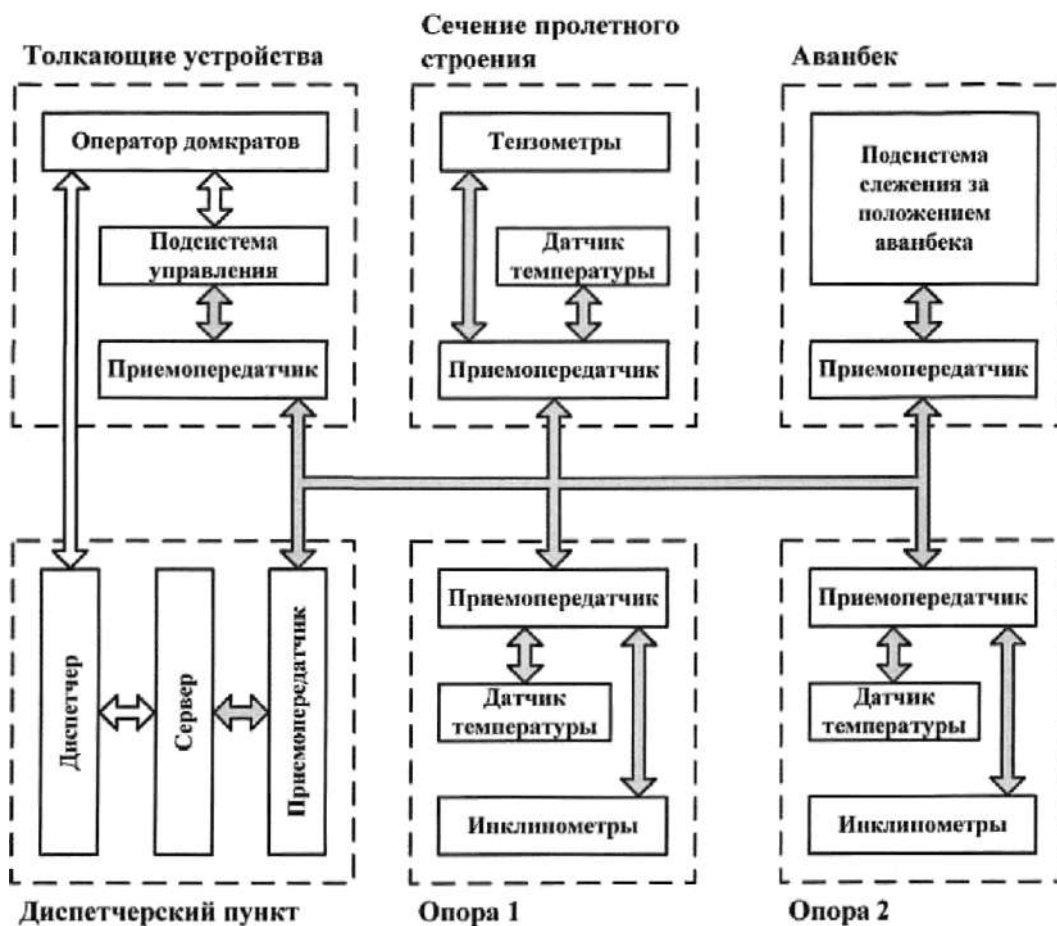 Толкающие устройства
Оператор домкратов
Подсистема
управления
Приемопередатчик
Сечение пролетного
строения
Тензометры
Датчик
температуры
Приемопередатчик
Аванбек
Подсистема
слежения за
положением
аванбека
Приемопередатчик
Диспетчер
Сервер
Приемопередатчик
Диспетчерский пункт
Приемопередатчик
Датчик
температуры
Инклинометры
Опора 1
Приемопередатчик
Датчик
температуры
Инклинометры
Опора 2